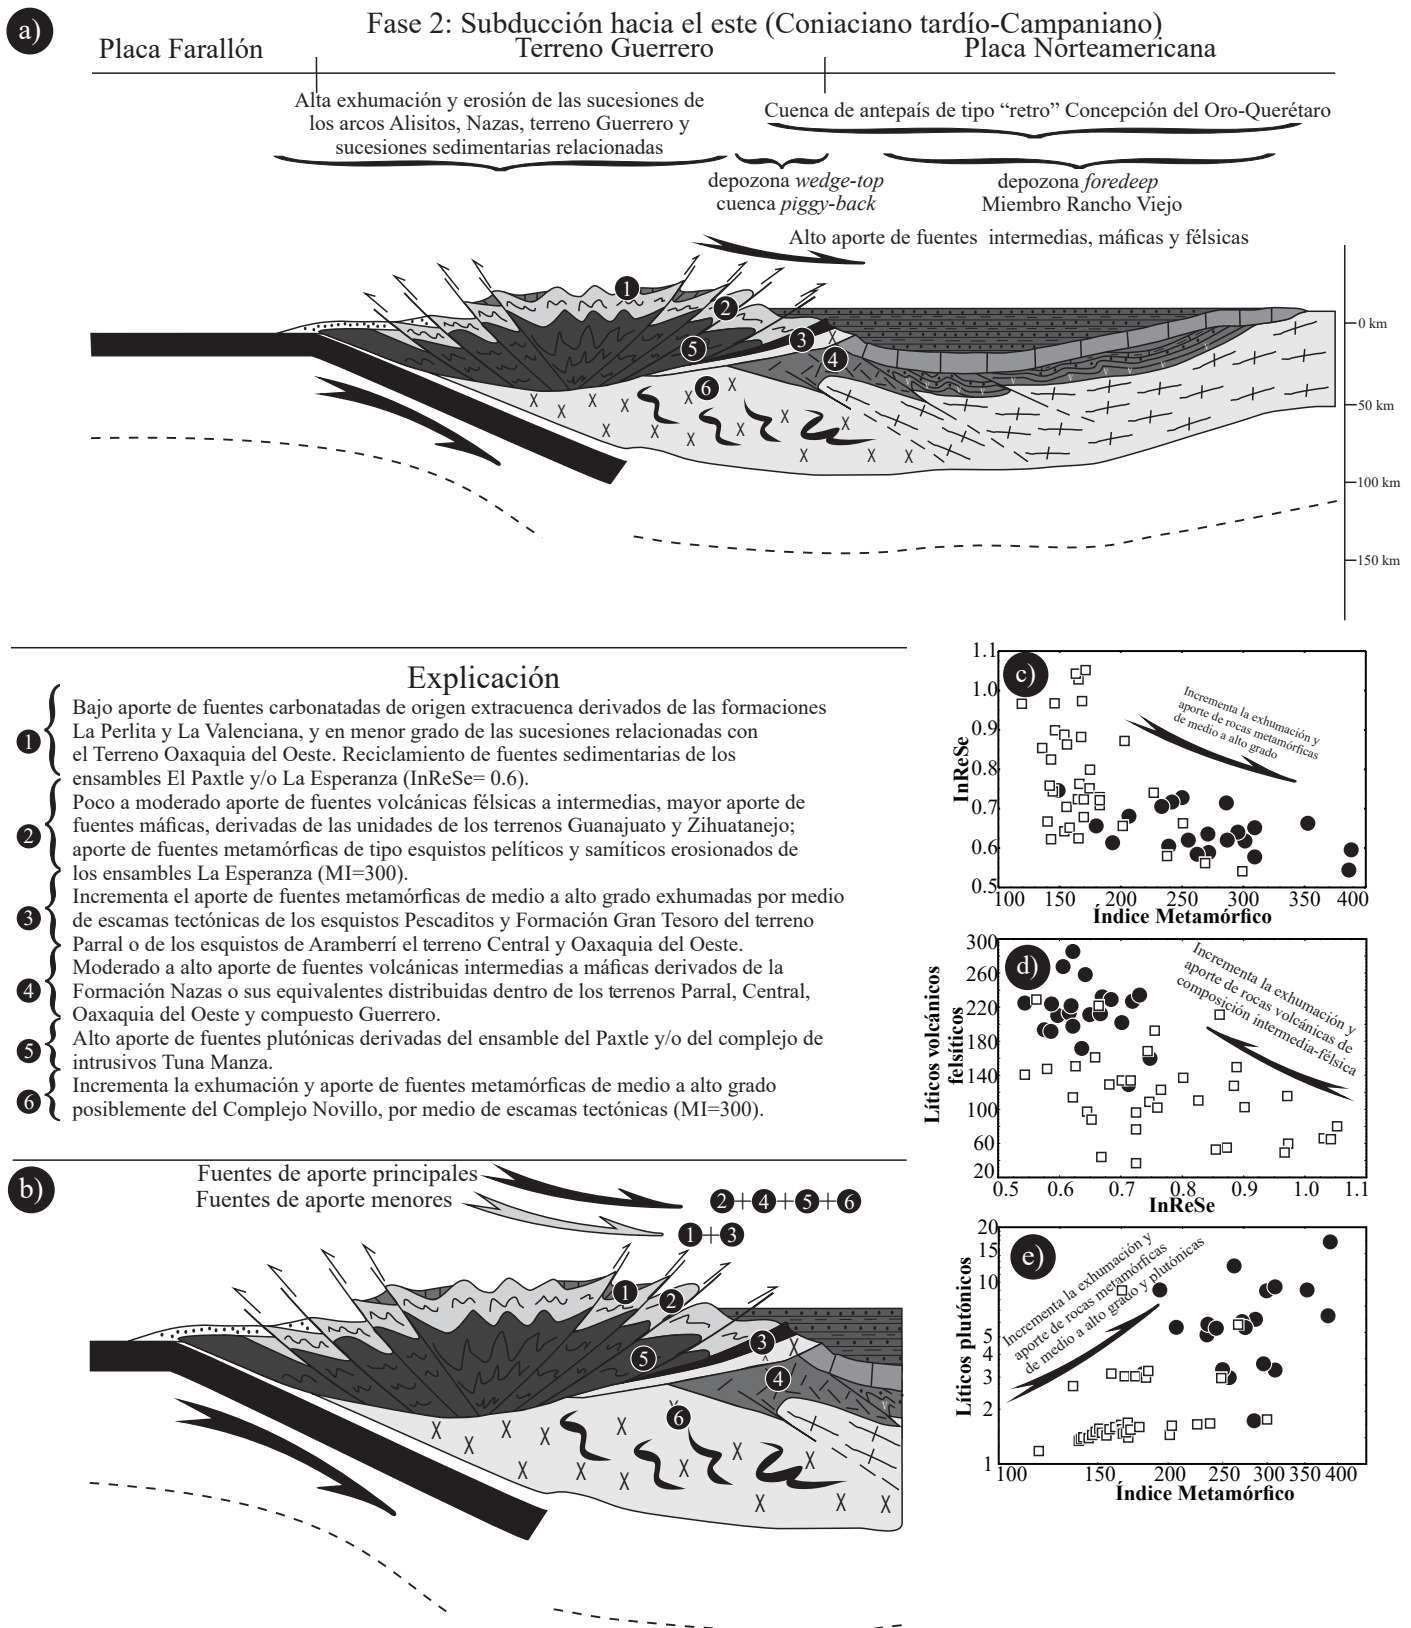 a)
Fase 2: Subducción hacia el este (Coniaciano tardío-Campaniano)
Placa Farallón
Terreno Guerrero
Placa Norteamericana
Alta exhumación y erosión de las sucesiones de
los arcos Alisitos, Nazas, terreno Guerrero y
sucesiones sedimentarias relacionadas
Cuenca de antepaís de tipo “retro” Concepción del Oro-Querétaro
depozona wedge-top
cuenca piggy-back
depozona foredeep
Miembro Rancho Viejo
Alto aporte de fuentes intermedias, máficas y félsicas
1
2
3
4
5
6
0 km
50 km
100 km
150 km
Explicación
1
Bajo aporte de fuentes carbonatadas de origen extracuenca derivados de las formaciones
La Perlita y La Valenciana, y en menor grado de las sucesiones relacionadas con
el Terreno Oaxaquia del Oeste. Reciclamiento de fuentes sedimentarias de los
ensambles El Paxtle y/o La Esperanza (InReSe= 0.6).
2
Poco a moderado aporte de fuentes volcánicas félsicas a intermedias, mayor aporte de
fuentes máficas, derivadas de las unidades de los terrenos Guanajuato y Zihuatanejo;
aporte de fuentes metamórficas de tipo esquistos pelíticos y samíticos erosionados de
los ensambles La Esperanza (MI=300).
3
Incrementa el aporte de fuentes metamórficas de medio a alto grado exhumadas por medio
de escamas tectónicas de los esquistos Pescaditos y Formación Gran Tesoro del terreno
Parral o de los esquistos de Aramberrí el terreno Central y Oaxaquia del Oeste.
4
Moderado a alto aporte de fuentes volcánicas intermedias a máficas derivados de la
Formación Nazas o sus equivalentes distribuidas dentro de los terrenos Parral, Central,
Oaxaquia del Oeste y compuesto Guerrero.
5
Alto aporte de fuentes plutónicas derivadas del ensamble del Paxtle y/o del complejo de
intrusivos Tuna Manza.
6
Incrementa la exhumación y aporte de fuentes metamórficas de medio a alto grado
posiblemente del Complejo Novillo, por medio de escamas tectónicas (MI=300).
b)
Fuentes de aporte principales
2+4+5+6
Fuentes de aporte menores
1+3
1
2
3
4
5
6
c)
Incrementa la exhumación y
aporte de rocas metamórficas
de medio a alto grado
InReSe
1.1
1.0
0.9
0.8
0.7
0.6
0.5
100 150 200 250 300 350 400
Índice Metamórfico
d)
Incrementa la exhumación y
aporte de rocas volcánicas de
composición intermedia-félsica
Líticos volcánicos
felsíticos
300
260
220
180
140
100
60
20
0.5 0.6 0.7 0.8 0.9 1.0 1.1
InReSe
e)
Incrementa la exhumación y
aporte de rocas metamórficas
de medio a alto grado y plutónicas
Líticos plutónicos
20
15
10
5
4
3
2
1
100 150 200 250 300 350 400
Índice Metamórfico